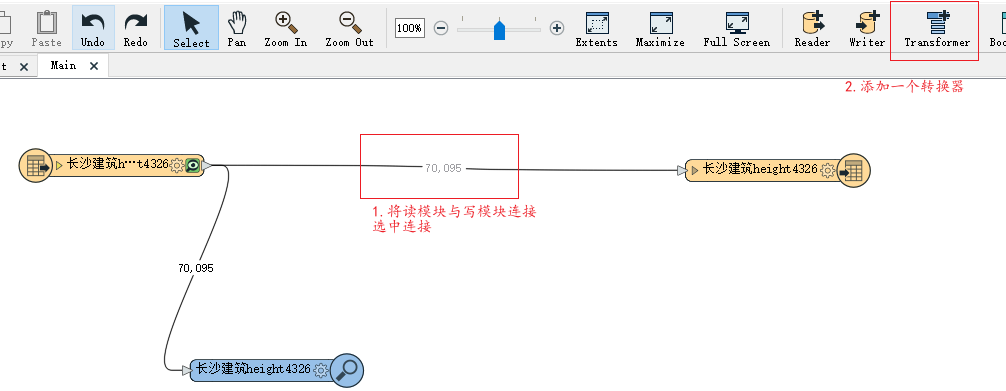 py
Paste
Undo
Redo
Select
Pan
Zoom In
Zoom Out
100%
Extents
Maximize
Full Screen
Reader
Writer
Transformer
Boo
t
Main
2.添加一个转换器
长沙建筑h…t4326
70,095
长沙建筑height4326
1.将读模块与写模块连接
选中连接
70,095
长沙建筑height4326